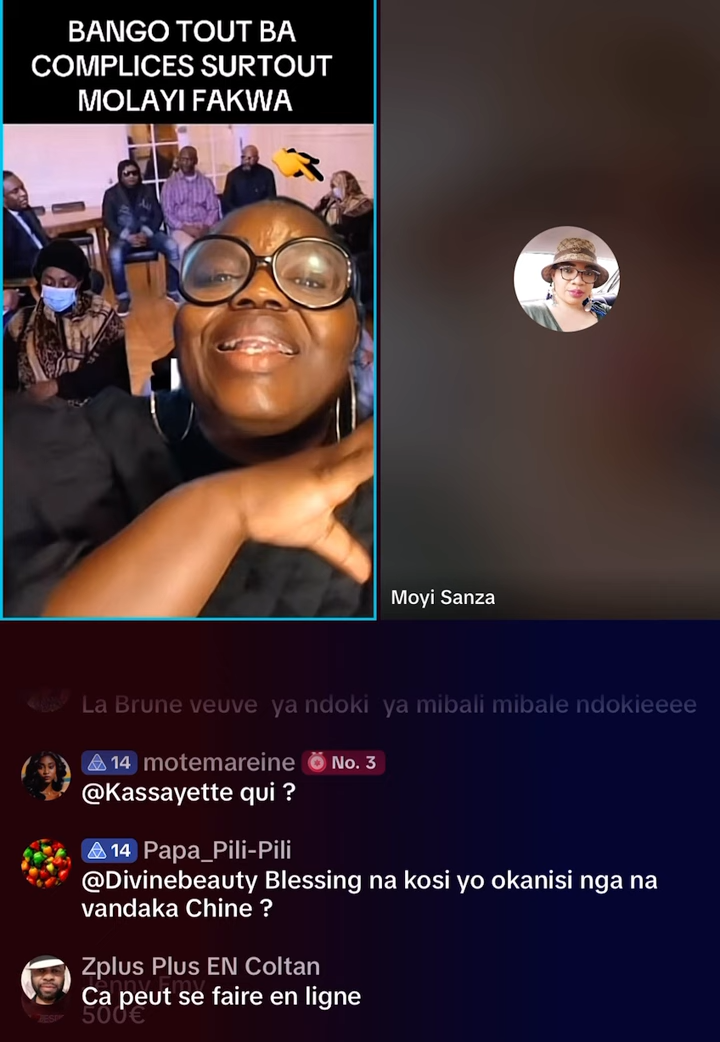 BANGO TOUT BA
COMPLICES SURTOUT
MOLAYI FAKWA
Moyi Sanza
La Brune veuve ya ndoki ya mibali mibale ndokieeee
14 motemareine No. 3
@Kassayette qui ?
14 Papa_Pili-Pili
@Divinebeauty Blessing na kosi yo okanisi nga na
vandaka Chine ?
Zplus Plus EN Coltan
Jenny Emy
Ca peut se faire en ligne
500€